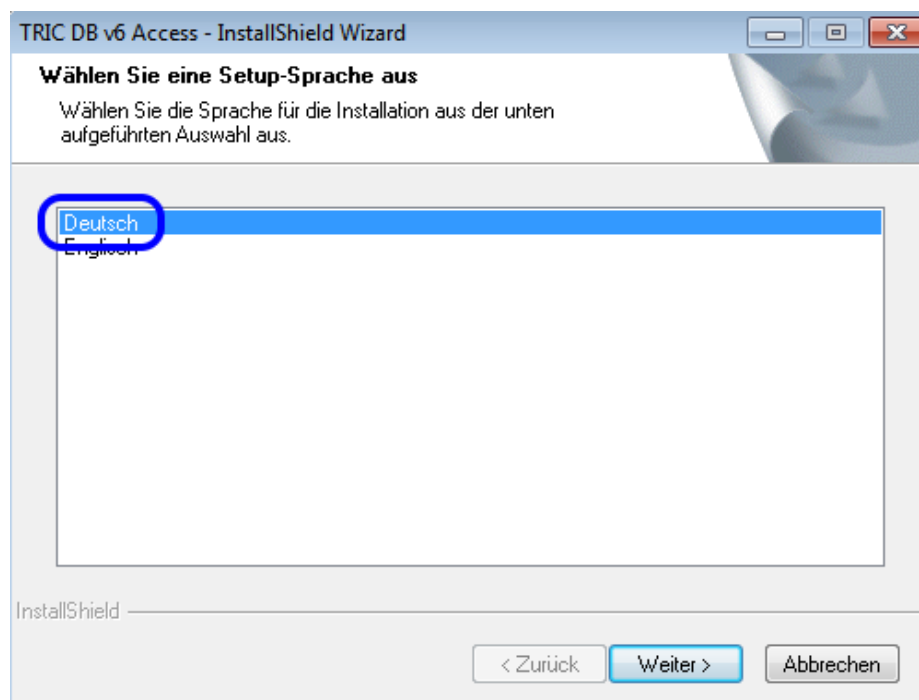 TRIC DB v6 Access - InstallShield Wizard
Wählen Sie eine Setup-Sprache aus
Wählen Sie die Sprache für die Installation aus der unten
aufgeführten Auswahl aus.
Deutsch
Englisch
InstallShield
< Zurück
Weiter >
Abbrechen